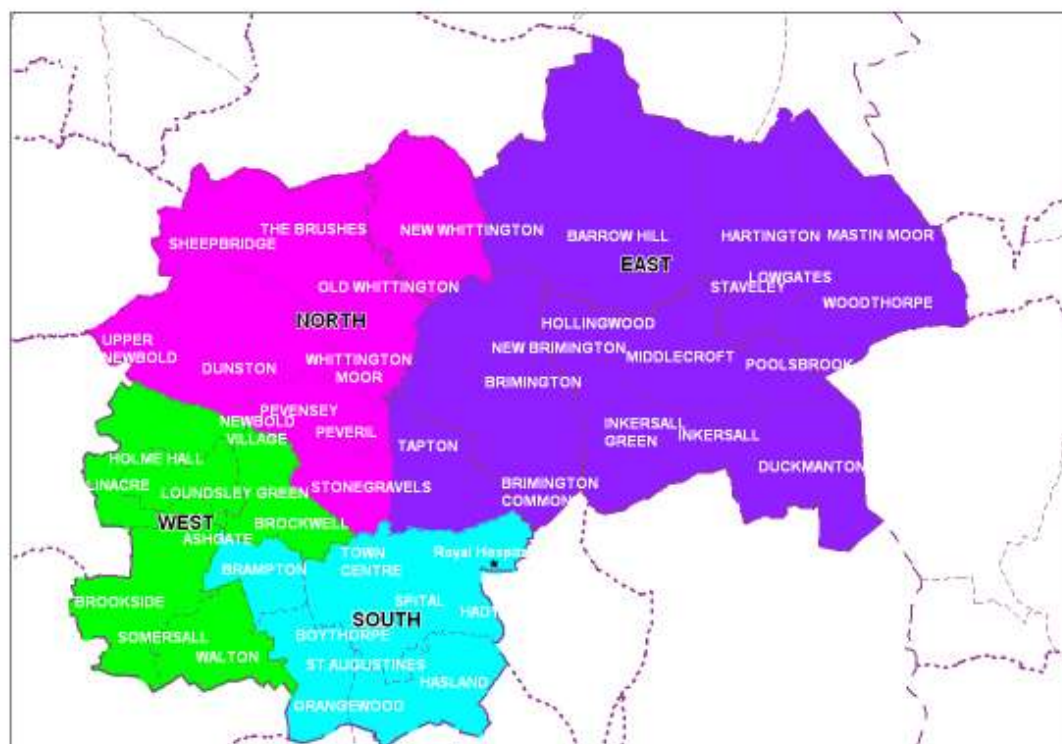 THE BRUSHES
NEW WHITTINGTON
SHEEPBRIDGE
BARROW HILL
HARTINGTON
MASTIN MOOR
EAST
LOWGATES
STAVELEY
OLD WHITTINGTON
WOODTHORPE
NORTH
HOLLINGWOOD
UPPER
NEWBOLD
NEW BRIMINGTON
MIDDLECROFT
POOLSBROOK
DUNSTON
WHITTINGTON
MOOR
BRIMINGTON
PEVENSEY
NEWBOLD
VILLAGE
PEVERIL
TAPTON
INKERSALL
GREEN
INKERSALL
HOLME HALL
DUCKMANTON
LINACRE
LOUNDSLEY GREEN
STONEGRAVELS
BRIMINGTON
COMMON
WEST
BROCKWELL
ASHGATE
TOWN
CENTRE
Royal Hospi
BRAMPTON
BROOKSIDE
SPITAL
SOUTH
SOMERSALL
BOYTHORPE
WALTON
ST AUGUSTINES
HASLAND
GRANGEWOOD